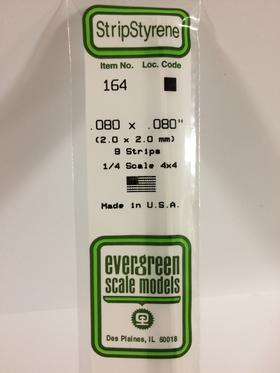 StripStyrene
Item No. Loc. Code
164
.080 x .080"
(2.0 x 2.0 mm)
9 Strips
1/4 Scale 4x4
Made in U.S.A.
evergreen
scale models
Des Plaines, IL 60018